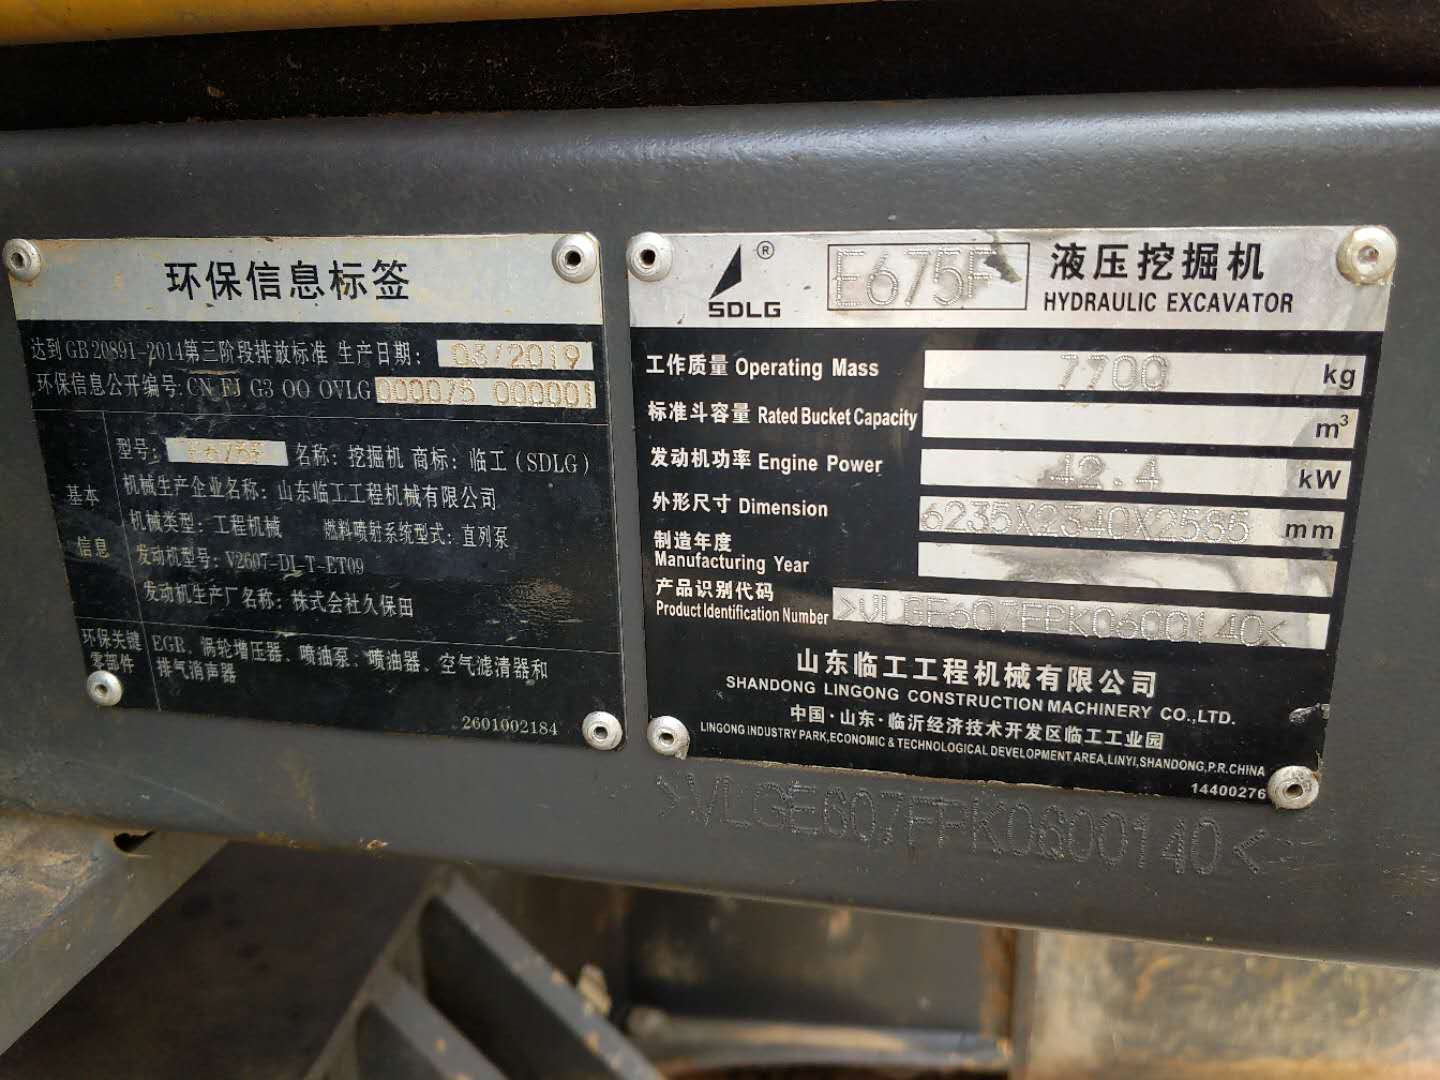 环保信息标签
达到GB 20891-2014第三阶段排放标准 生产日期: 03/2019
环保信息公开编号: CN FJ G3 OO OVLG 000075 000001
基本
信息
型号: E675F 名称: 挖掘机 商标: 临工 (SDLG)
机械生产企业名称: 山东临工工程机械有限公司
机械类型: 工程机械 燃料喷射系统型式: 直列泵
发动机型号: V2607-DI-T-ET09
发动机生产厂名称: 株式会社久保田
环保关键
零部件
EGR、涡轮增压器、喷油泵、喷油器、空气滤清器和
排气消声器
2601002184
®
SDLG
E675F
液压挖掘机
HYDRAULIC EXCAVATOR
工作质量 Operating Mass 7700 kg
标准斗容量 Rated Bucket Capacity m³
发动机功率 Engine Power 42.4 kW
外形尺寸 Dimension 6235X2340X2585 mm
制造年度
Manufacturing Year
产品识别代码
Product Identification Number >VLGE607FPK0600140<
山东临工工程机械有限公司
SHANDONG LINGONG CONSTRUCTION MACHINERY CO.,LTD.
中国·山东·临沂经济技术开发区临工工业园
LINGONG INDUSTRY PARK,ECONOMIC & TECHNOLOGICAL DEVELOPMENT AREA,LINYI,SHANDONG,P.R.CHINA
14400276
>VLGE607FPK0600140<